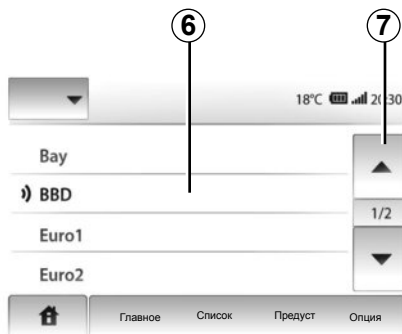 6 7
18°C 20:30
Bay
BBD
1/2
Euro1
Euro2
Главное Список Предуст Опция